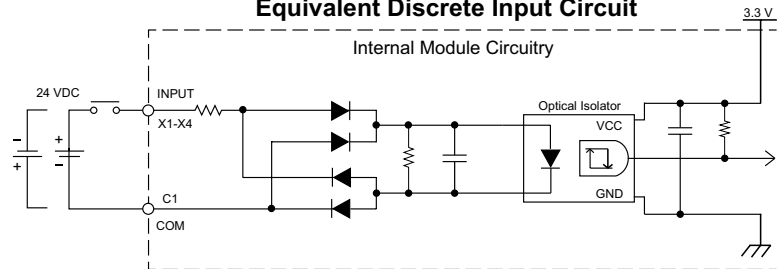 Equivalent Discrete Input Circuit
3.3 V
Internal Module Circuitry
24 VDC
INPUT
X1-X4
Optical Isolator
VCC
GND
C1
COM
- +
+ -